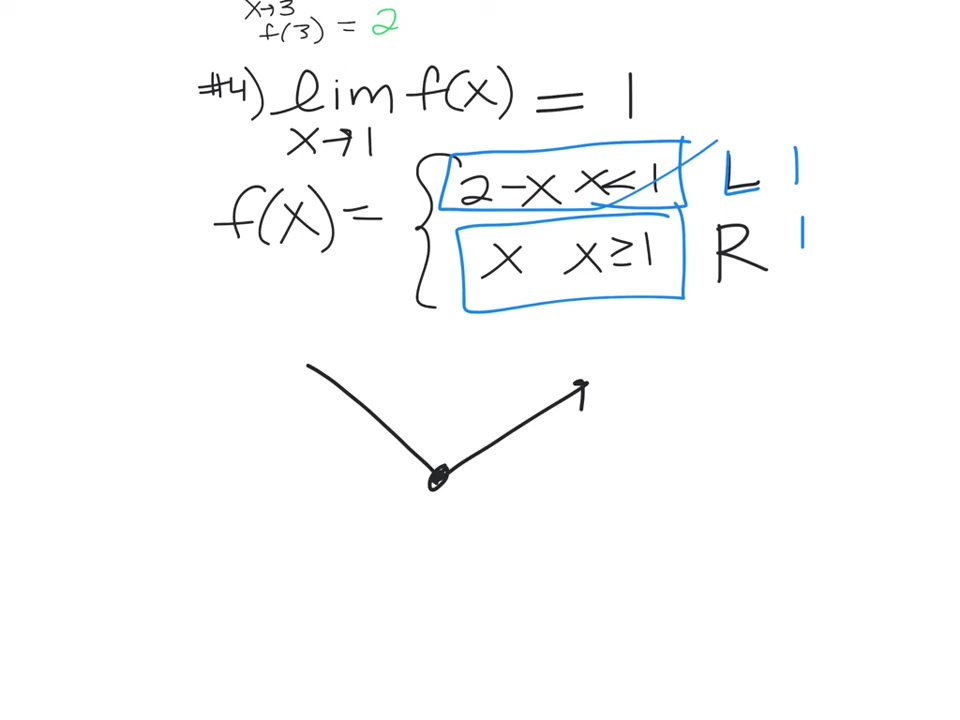 x→3
f(3) = 2
#4) lim f(x) = 1
x→1
f(x) = { 2-x x<1 L 1
x x≥1 R 1